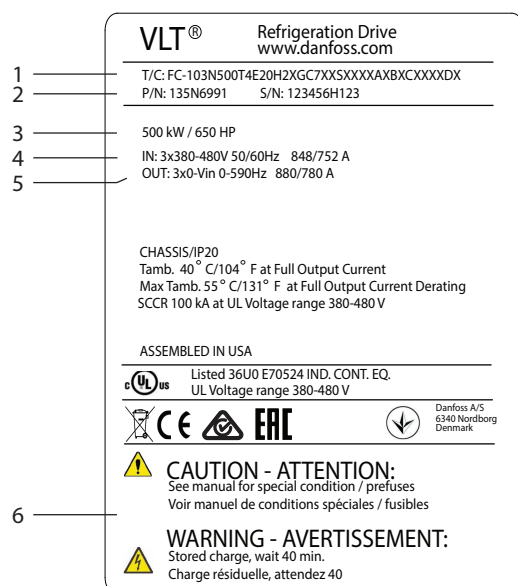 VLT® Refrigeration Drive
www.danfoss.com
1 T/C: FC-103N500T4E20H2XGC7XXSXXXXAXBXCXXXXDX
2 P/N: 135N6991 S/N: 123456H123
3 500 kW / 650 HP
4 IN: 3x380-480V 50/60Hz 848/752 A
5 OUT: 3x0-Vin 0-590Hz 880/780 A
CHASSIS/IP20
Tamb. 40° C/104° F at Full Output Current
Max Tamb. 55° C/131° F at Full Output Current Derating
SCCR 100 kA at UL Voltage range 380-480 V
ASSEMBLED IN USA
c UL us Listed 36U0 E70524 IND. CONT. EQ.
UL Voltage range 380-480 V
CE EAC
Danfoss A/S
6340 Nordborg
Denmark
CAUTION - ATTENTION:
See manual for special condition / prefuses
Voir manuel de conditions spéciales / fusibles
6
WARNING - AVERTISSEMENT:
Stored charge, wait 40 min.
Charge résiduelle, attendez 40